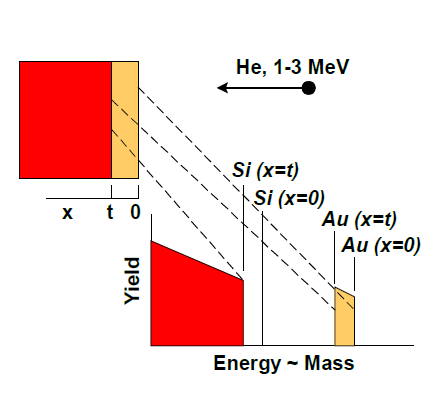 He, 1-3 MeV
Si (x=t)
Si (x=0)
x t 0
Au (x=t)
Au (x=0)
Yield
Energy ~ Mass